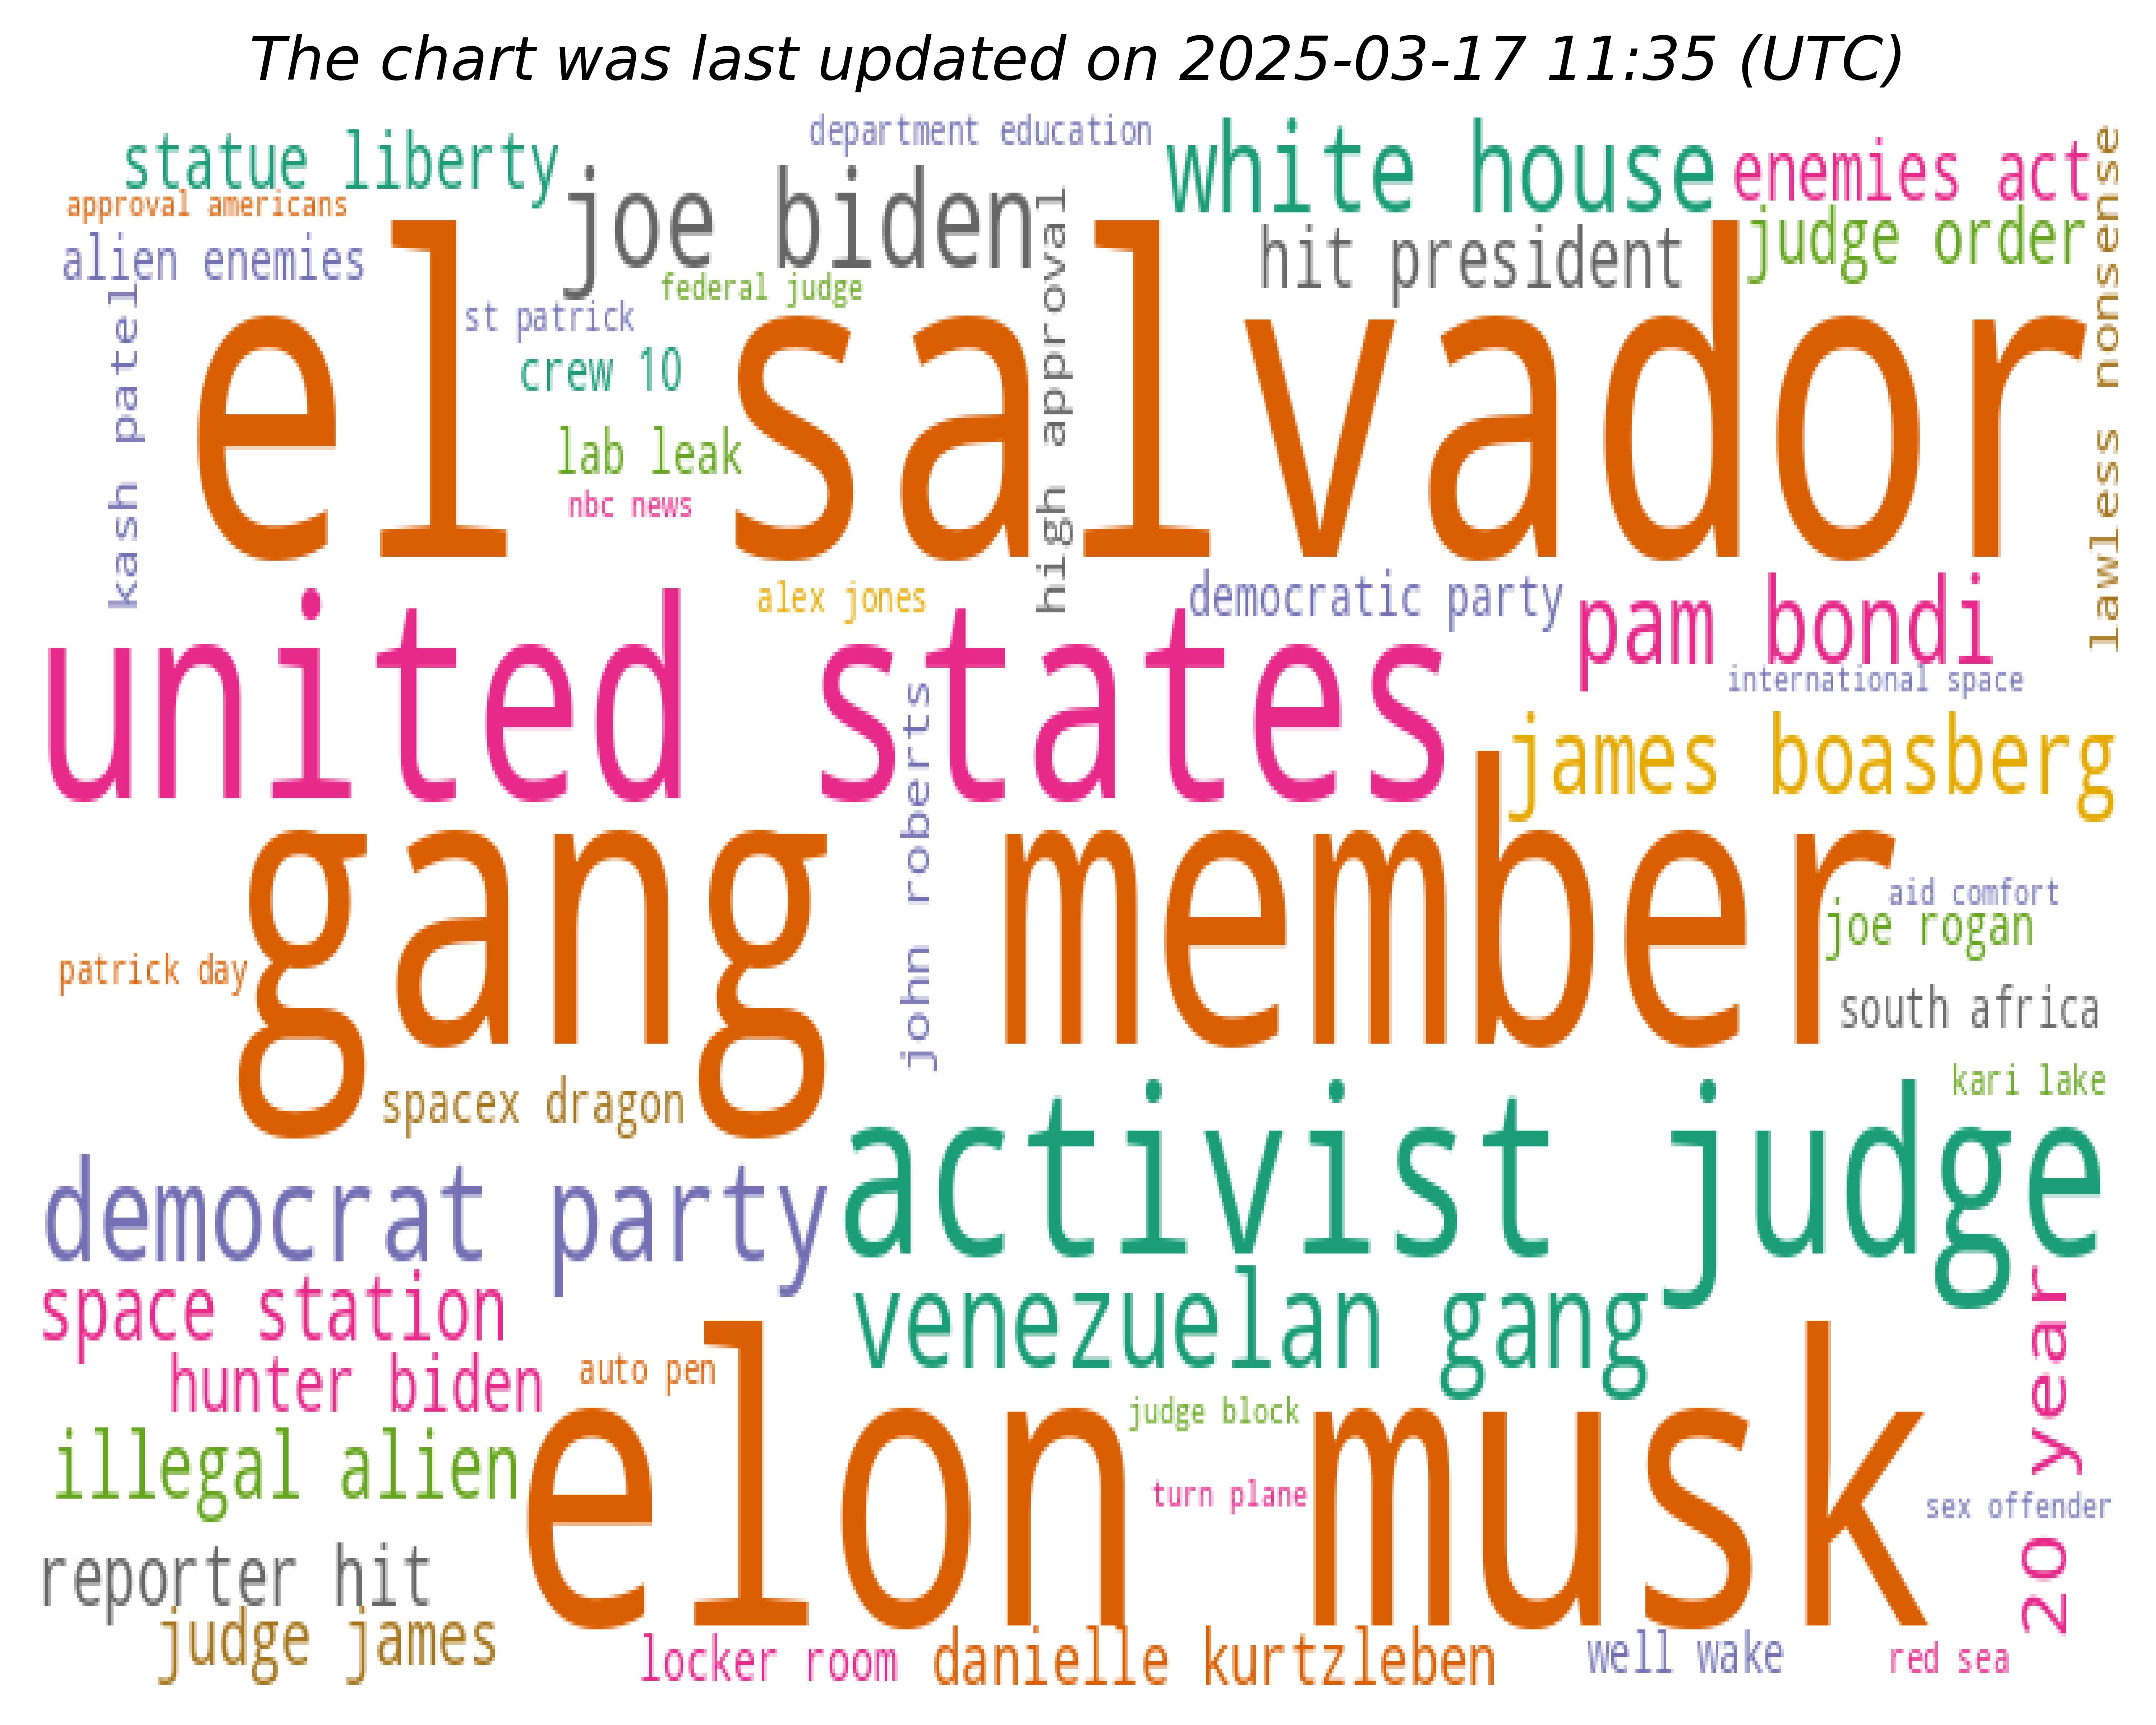 The chart was last updated on 2025-03-17 11:35 (UTC)
department education
statue liberty
white house
enemies act
joe biden
approval americans
judge order
alien enemies
hit president
federal judge
st patrick
el salvador
crew 10
lab leak
nbc news
kash patel
high approval
lawless nonsense
alex jones
democratic party
pam bondi
united states
international space
james boasberg
john roberts
gang member
aid comfort
joe rogan
patrick day
south africa
kari lake
spacex dragon
activist judge
democrat party
space station
venezuelan gang
hunter biden
auto pen
20 year
judge block
illegal alien
elon musk
turn plane
sex offender
reporter hit
judge james
locker room
danielle kurtzleben
well wake
red sea